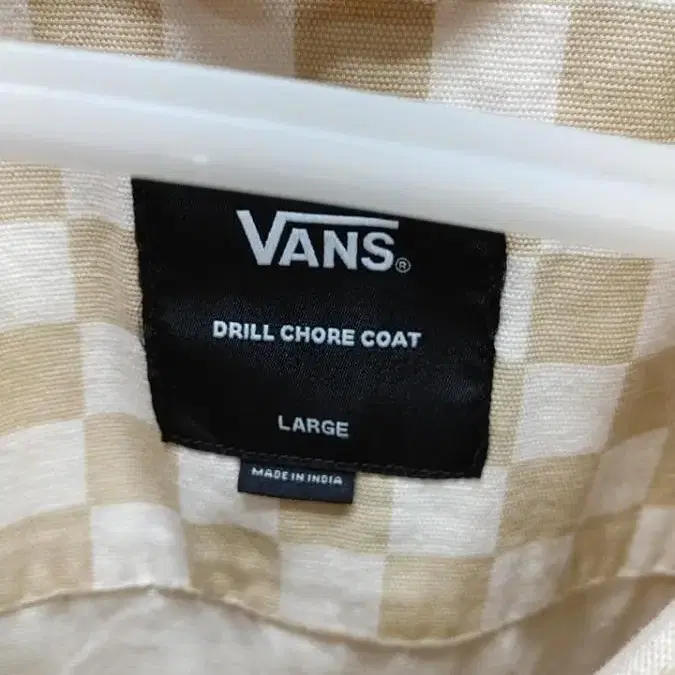 VANS®
DRILL CHORE COAT
LARGE
MADE IN INDIA